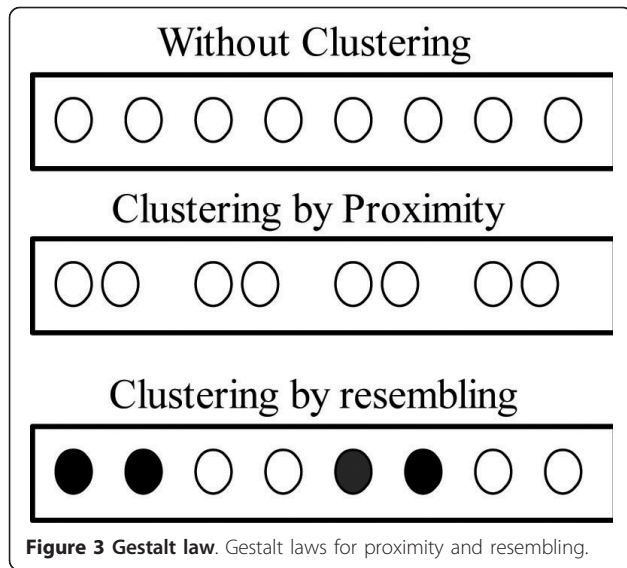 Without Clustering
Clustering by Proximity
Clustering by resembling
Figure 3 Gestalt law. Gestalt laws for proximity and resembling.